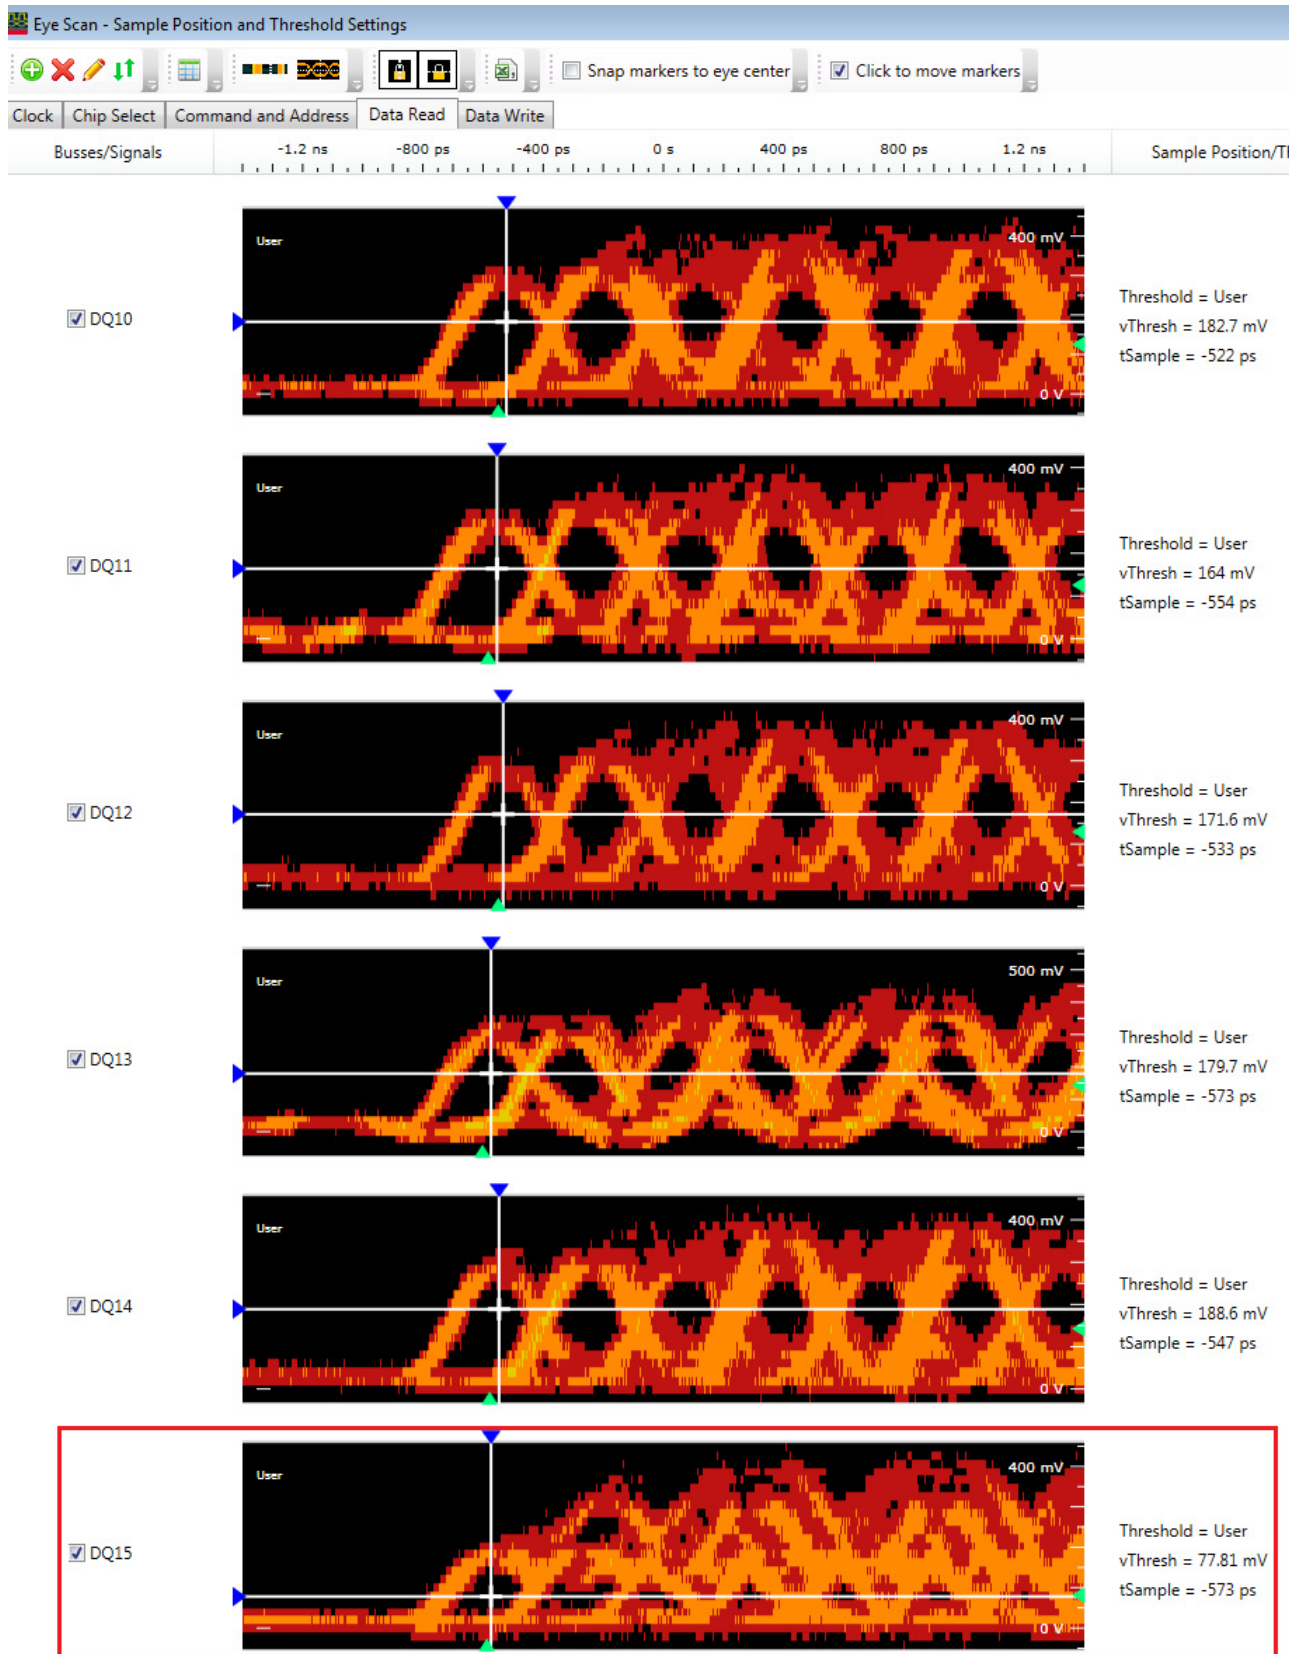 Eye Scan - Sample Position and Threshold Settings
Snap markers to eye center
Click to move markers
Clock Chip Select Command and Address Data Read Data Write
Busses/Signals -1.2 ns -800 ps -400 ps 0 s 400 ps 800 ps 1.2 ns Sample Position/T
User 400 mV
DQ10
Threshold = User
vThresh = 182.7 mV
tSample = -522 ps
0 V
User 400 mV
DQ11
Threshold = User
vThresh = 164 mV
tSample = -554 ps
0 V
User 400 mV
DQ12
Threshold = User
vThresh = 171.6 mV
tSample = -533 ps
0 V
User 500 mV
DQ13
Threshold = User
vThresh = 179.7 mV
tSample = -573 ps
0 V
User 400 mV
DQ14
Threshold = User
vThresh = 188.6 mV
tSample = -547 ps
0 V
User 400 mV
DQ15
Threshold = User
vThresh = 77.81 mV
tSample = -573 ps
0 V